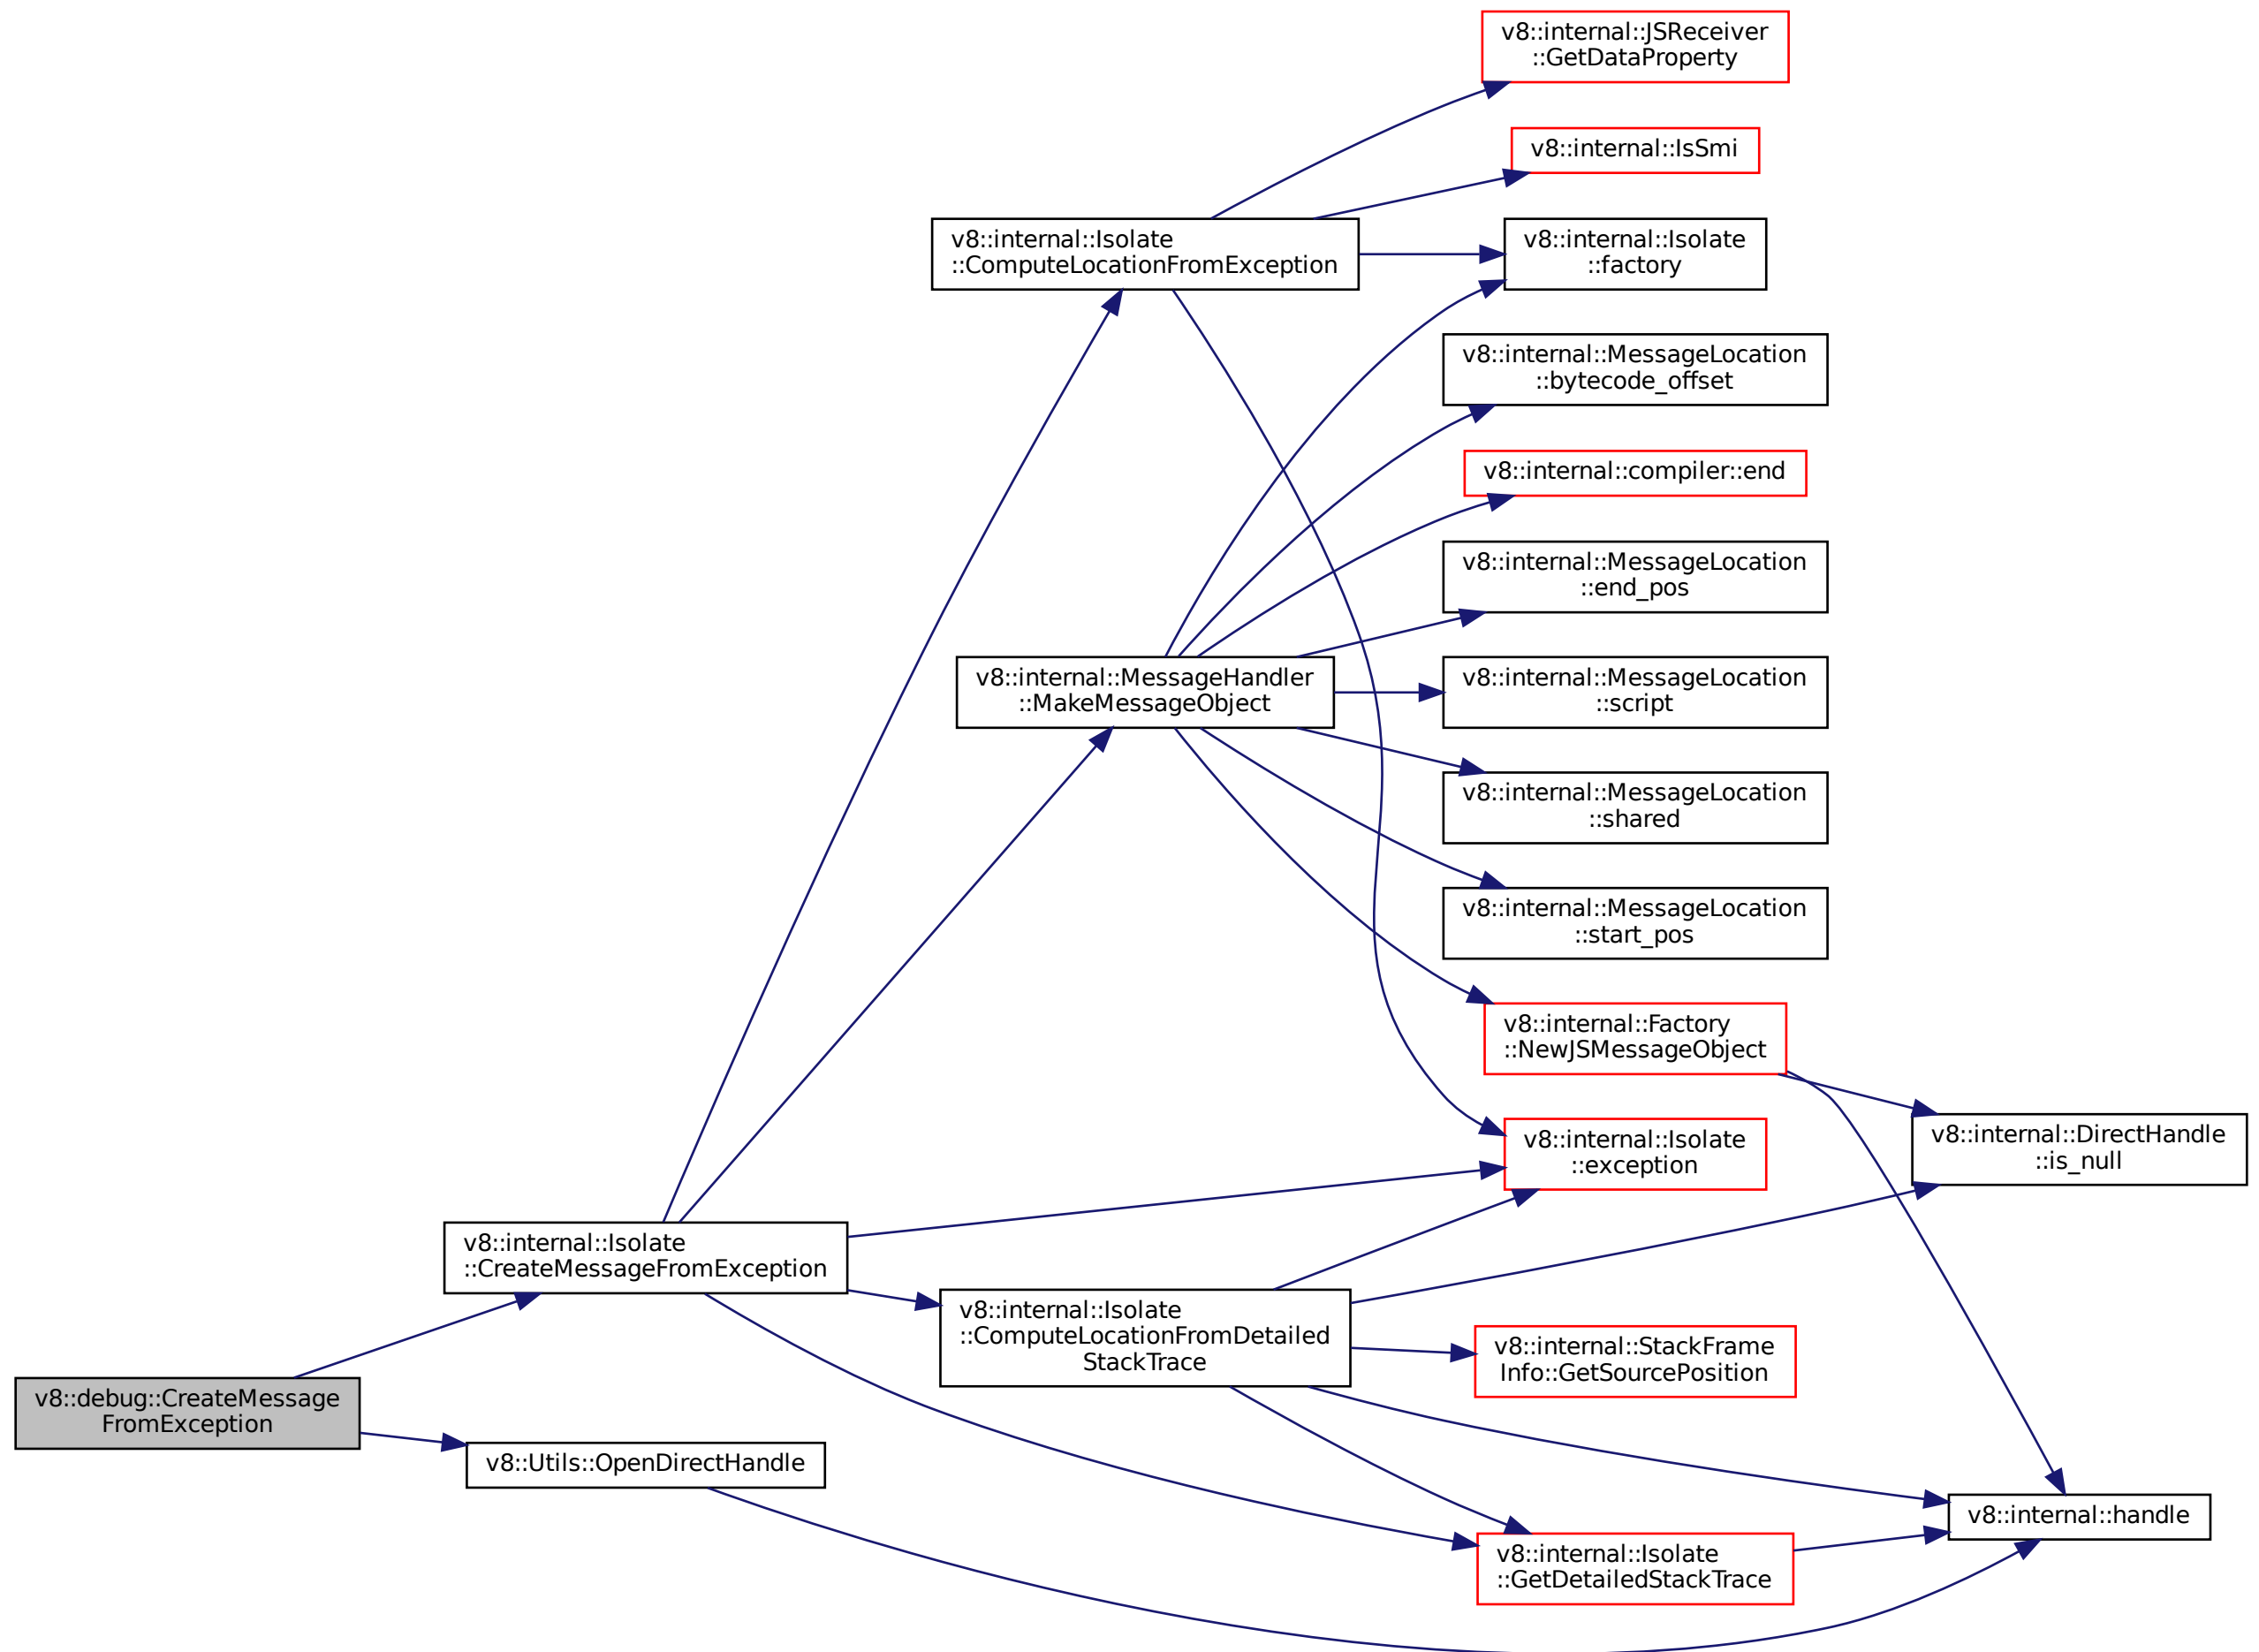 v8::internal::JSReceiver
::GetDataProperty
v8::internal::IsSmi
v8::internal::Isolate
::ComputeLocationFromException
v8::internal::Isolate
::factory
v8::internal::MessageLocation
::bytecode_offset
v8::internal::compiler::end
v8::internal::MessageLocation
::end_pos
v8::internal::MessageHandler
::MakeMessageObject
v8::internal::MessageLocation
::script
v8::internal::MessageLocation
::shared
v8::internal::MessageLocation
::start_pos
v8::internal::Factory
::NewJSMessageObject
v8::internal::DirectHandle
::is_null
v8::internal::Isolate
::exception
v8::internal::Isolate
::CreateMessageFromException
v8::internal::Isolate
::ComputeLocationFromDetailed
StackTrace
v8::internal::StackFrame
Info::GetSourcePosition
v8::debug::CreateMessage
FromException
v8::Utils::OpenDirectHandle
v8::internal::handle
v8::internal::Isolate
::GetDetailedStackTrace